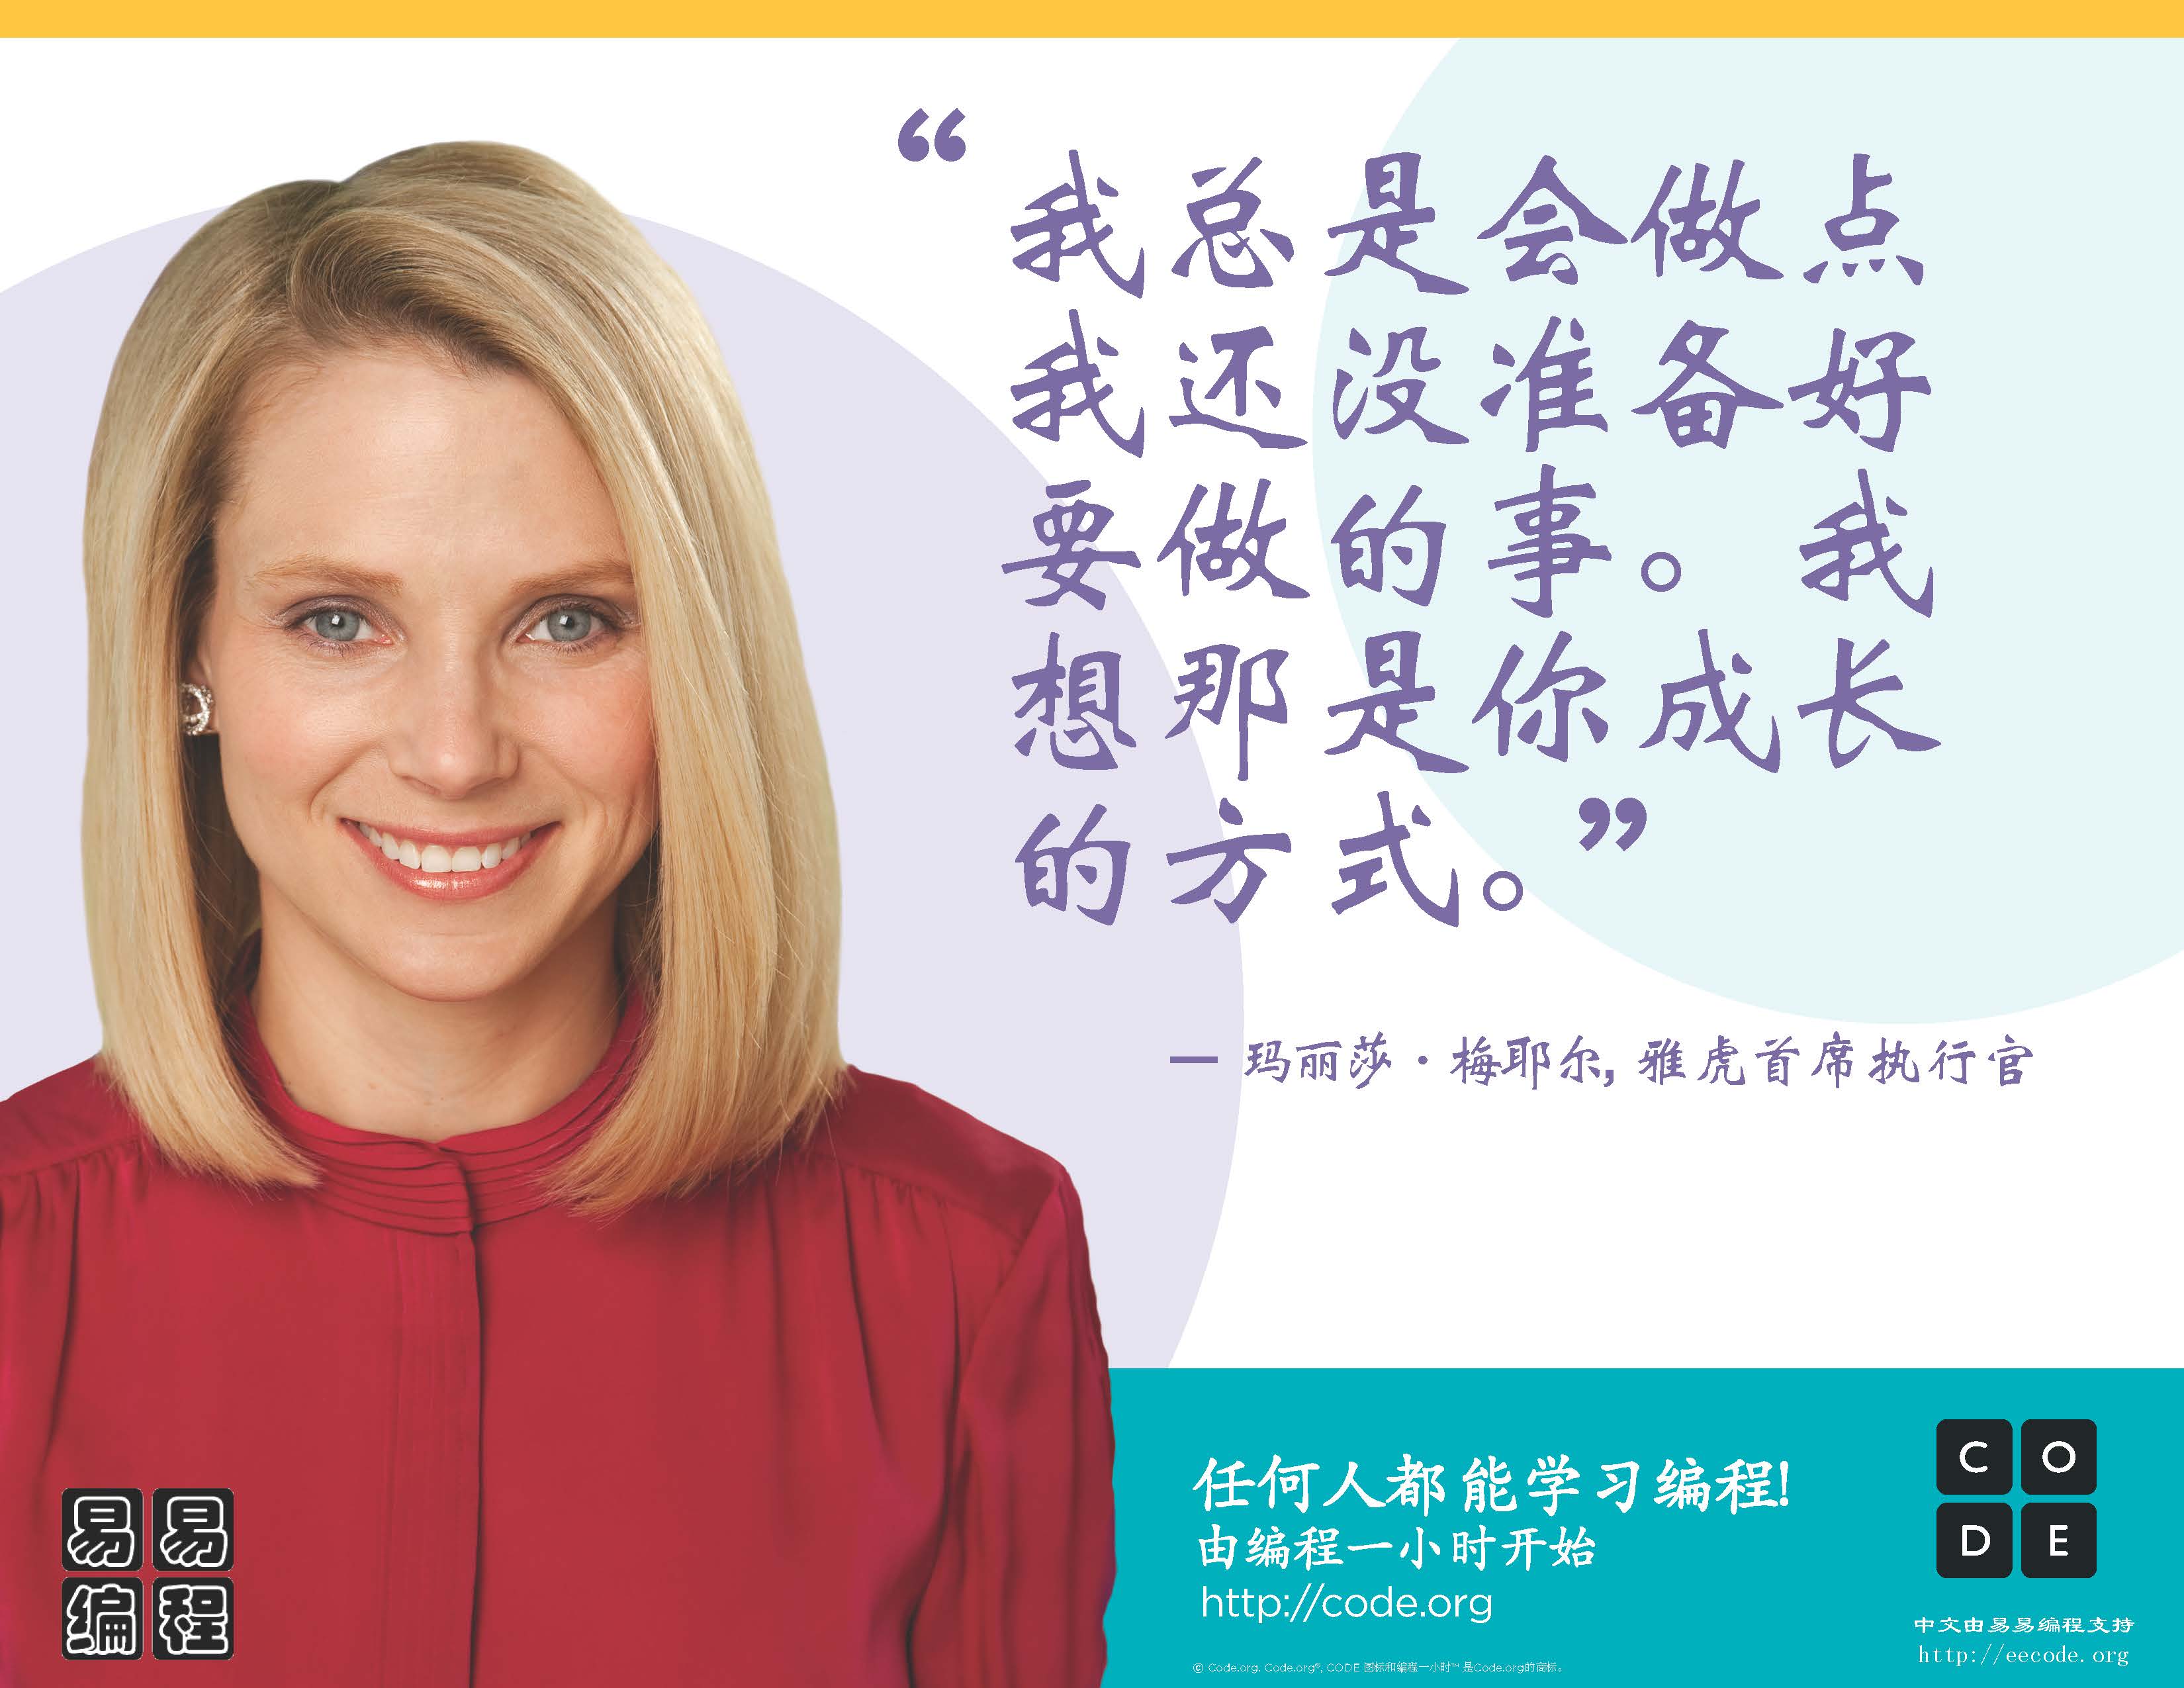 “我总是会做点
我还没准备好
要做的事。我
想那是你成长
的方式。”
— 玛丽莎·梅耶尔, 雅虎首席执行官
任何人都能学习编程!
由编程一小时开始
http://code.org
© Code.org. Code.org®, CODE 图标和编程一小时™ 是Code.org的商标。
C O
D E
中文由易易编程支持
http://eecode.org
易易
编程